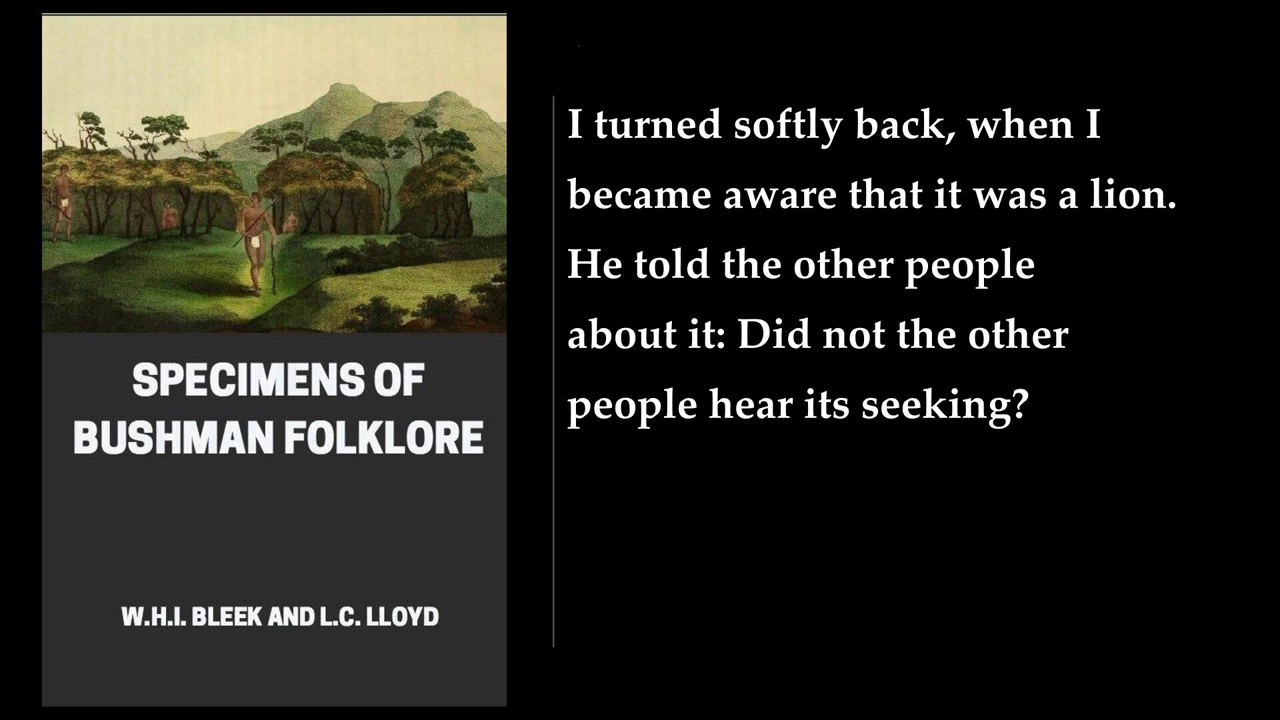 SPECIMENS OF
BUSHMAN FOLKLORE
W.H.I. BLEEK AND L.C. LLOYD
I turned softly back, when I
became aware that it was a lion.
He told the other people
about it: Did not the other
people hear its seeking?